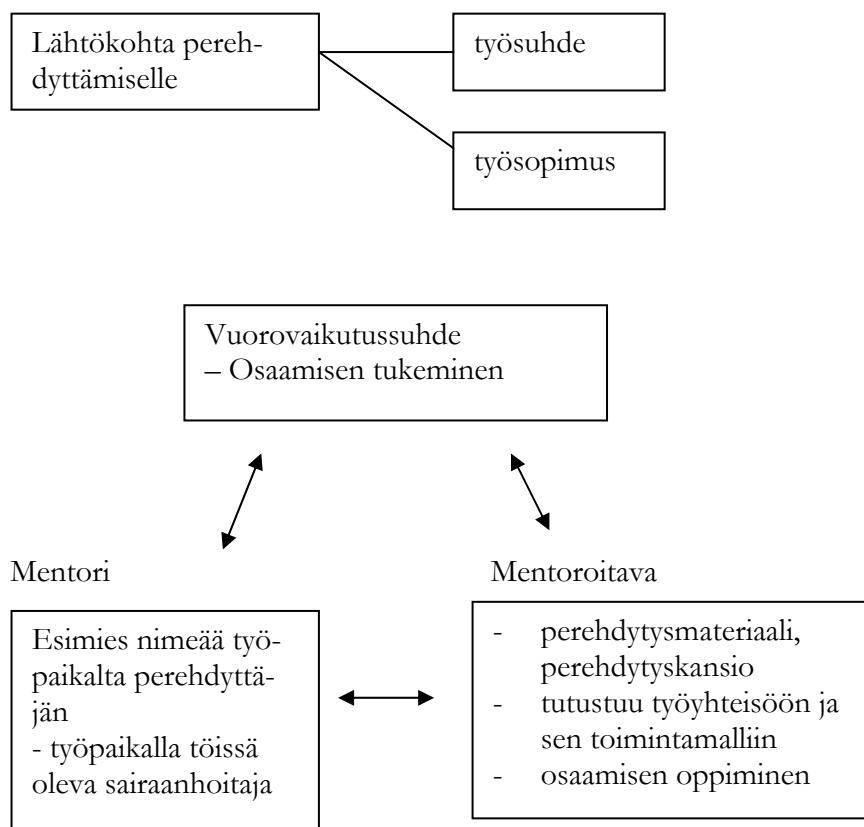 Lähtökohta pereh-
dyttämiselle
työsuhde
työsopimus
Vuorovaikutussuhde
– Osaamisen tukeminen
Mentori
Esimies nimeää työ-
paikalta perehdyttä-
jän
- työpaikalla töissä
oleva sairaanhoitaja
Mentoroitava
- perehdytysmateriaali,
perehdytyskansio
- tutustuu työyhteisöön ja
sen toimintamalliin
- osaamisen oppiminen